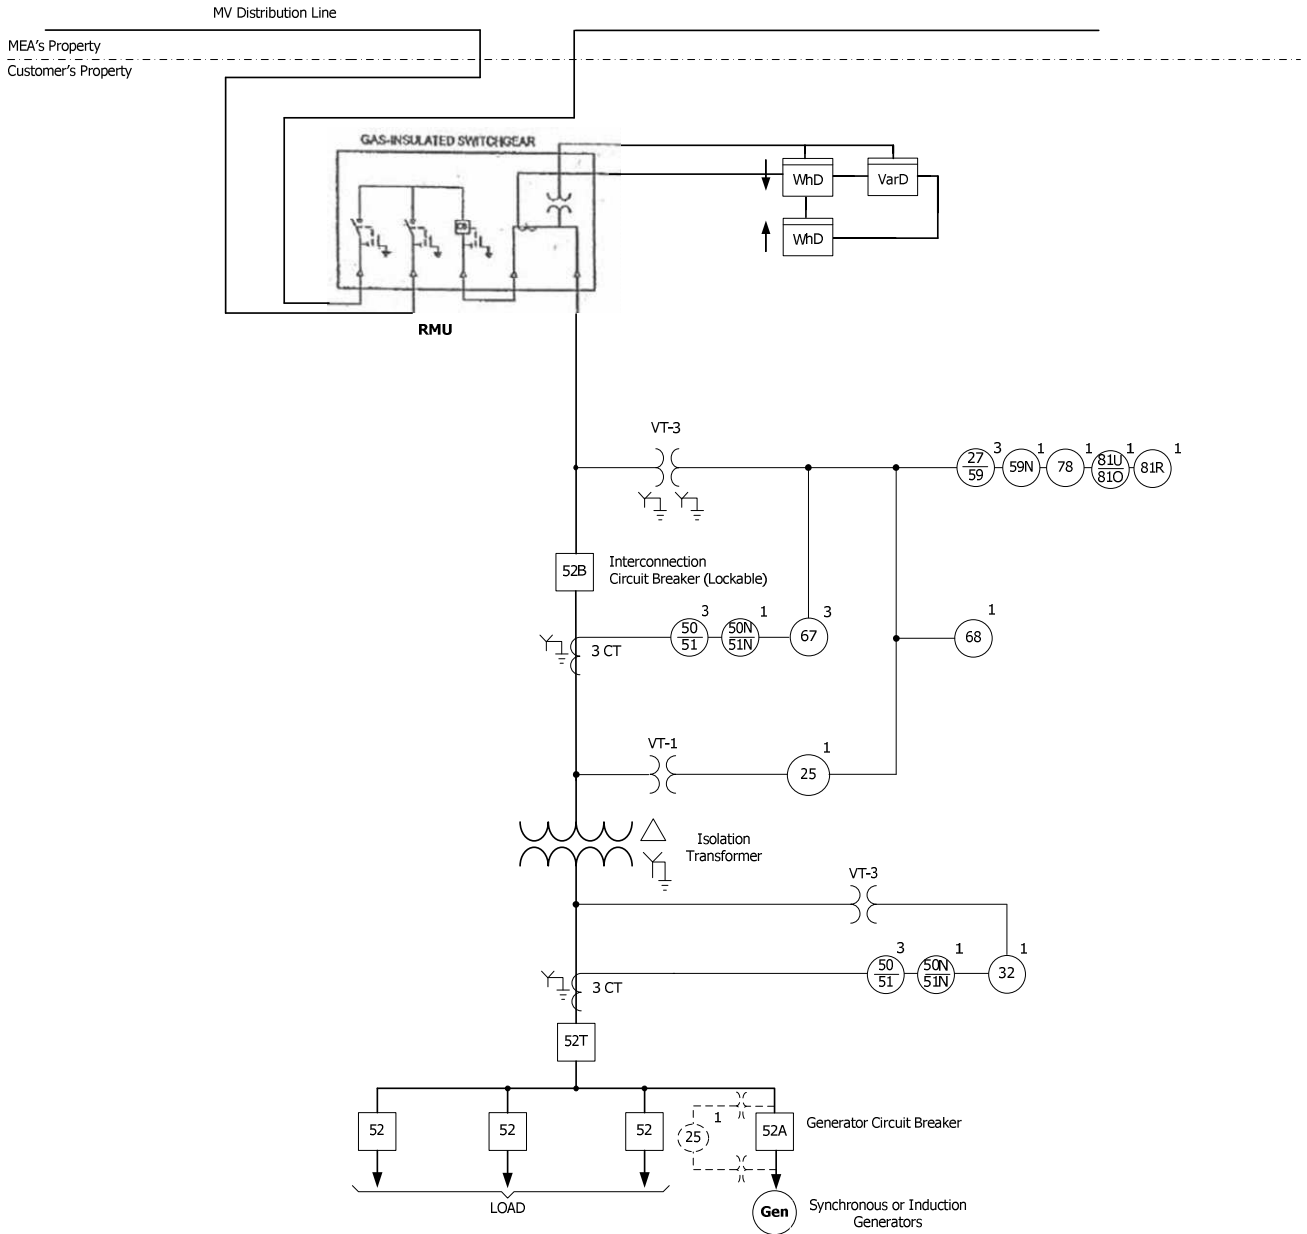 MV Distribution Line
MEA's Property
Customer's Property
GAS-INSULATED SWITCHGEAR
WhD
VarD
WhD
CB
RMU
VT-3
27
59
3
59N
1
78
1
81U
81O
1
81R
1
52B
Interconnection
Circuit Breaker (Lockable)
3 CT
50
51
3
50N
51N
1
67
3
68
1
VT-1
25
1
Isolation
Transformer
VT-3
3 CT
50
51
3
50N
51N
1
32
1
52T
52
52
52
25
1
52A
Generator Circuit Breaker
LOAD
Gen
Synchronous or Induction
Generators